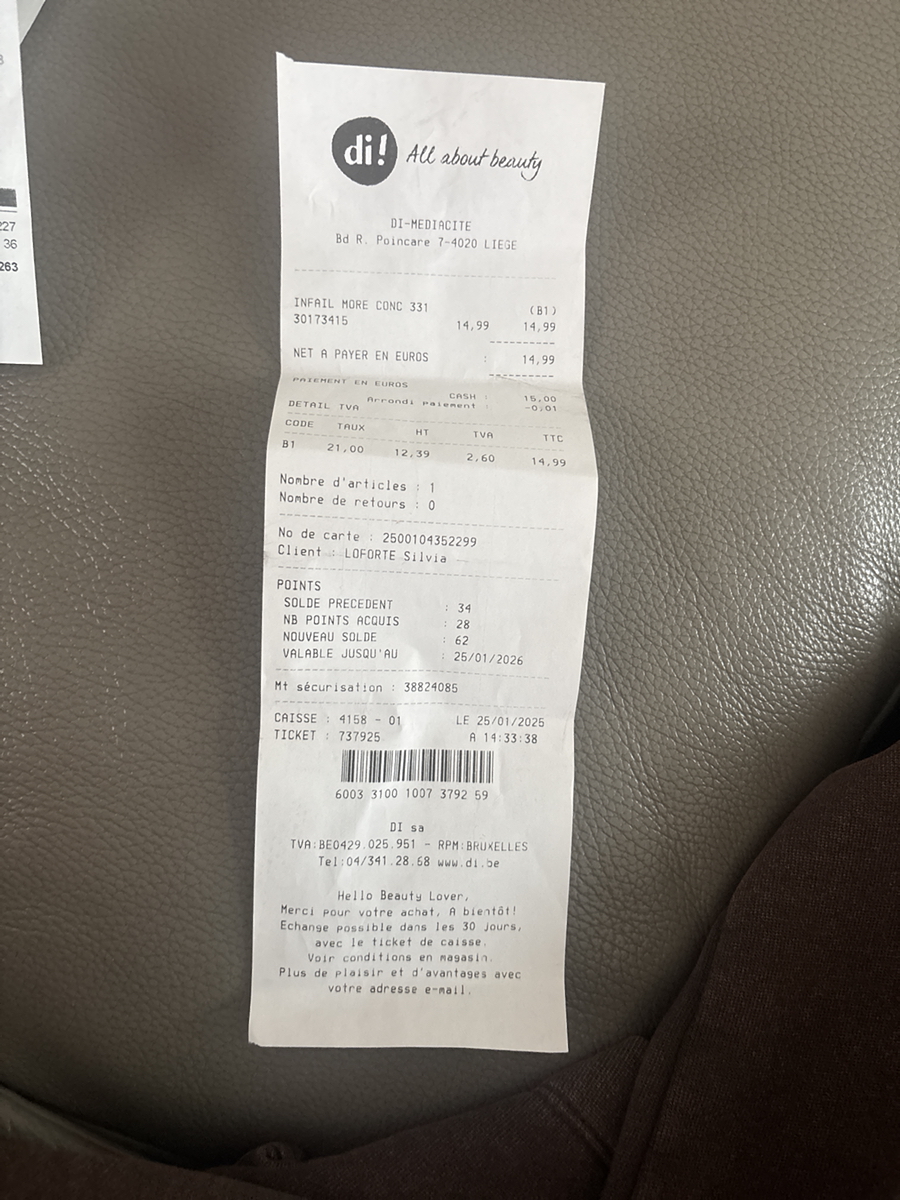 di! All about beauty
DI-MEDIACITE
Bd R. Poincare 7-4020 LIEGE
INFAIL MORE CONC 331 (B1)
30173415 14,99 14,99
NET A PAYER EN EUROS : 14,99
PAIEMENT EN EUROS
CASH : 15,00
Arrondi paiement : -0,01
DETAIL TVA
CODE TAUX HT TVA TTC
B1 21,00 12,39 2,60 14,99
Nombre d'articles : 1
Nombre de retours : 0
No de carte : 2500104352299
Client : LOFORTE Silvia
POINTS
SOLDE PRECEDENT : 34
NB POINTS ACQUIS : 28
NOUVEAU SOLDE : 62
VALABLE JUSQU'AU : 25/01/2026
Mt sécurisation : 38824085
CAISSE : 4158 - 01 LE 25/01/2025
TICKET : 737925 A 14:33:38
6003 3100 1007 3792 59
DI sa
TVA:BE0429.025.951 - RPM:BRUXELLES
Tel:04/341.28.68 www.di.be
Hello Beauty Lover,
Merci pour votre achat, A bientôt!
Echange possible dans les 30 jours,
avec le ticket de caisse.
Voir conditions en magasin.
Plus de plaisir et d'avantages avec
votre adresse e-mail.
227
36
263